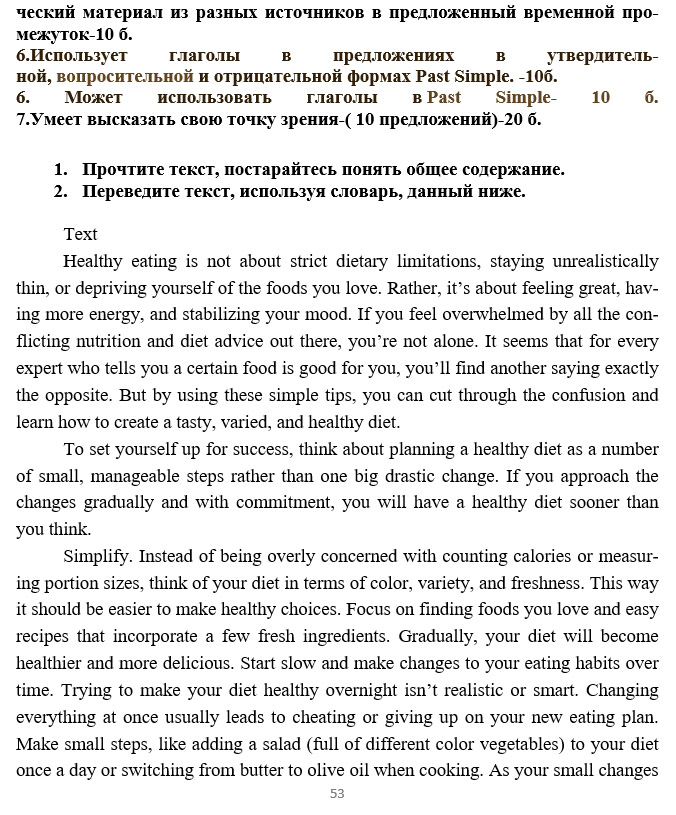 ческий материал из разных источников в предложенный временной про-
межуток-10 б.
6.Использует глаголы в предложениях в утвердитель-
ной, вопросительной и отрицательной формах Past Simple. -10б.
6. Может использовать глаголы в Past Simple- 10 б.
7.Умеет высказать свою точку зрения-( 10 предложений)-20 б.
1. Прочтите текст, постарайтесь понять общее содержание.
2. Переведите текст, используя словарь, данный ниже.
Text
Healthy eating is not about strict dietary limitations, staying unrealistically
thin, or depriving yourself of the foods you love. Rather, it’s about feeling great, hav-
ing more energy, and stabilizing your mood. If you feel overwhelmed by all the con-
flicting nutrition and diet advice out there, you’re not alone. It seems that for every
expert who tells you a certain food is good for you, you’ll find another saying exactly
the opposite. But by using these simple tips, you can cut through the confusion and
learn how to create a tasty, varied, and healthy diet.
To set yourself up for success, think about planning a healthy diet as a number
of small, manageable steps rather than one big drastic change. If you approach the
changes gradually and with commitment, you will have a healthy diet sooner than
you think.
Simplify. Instead of being overly concerned with counting calories or measur-
ing portion sizes, think of your diet in terms of color, variety, and freshness. This way
it should be easier to make healthy choices. Focus on finding foods you love and easy
recipes that incorporate a few fresh ingredients. Gradually, your diet will become
healthier and more delicious. Start slow and make changes to your eating habits over
time. Trying to make your diet healthy overnight isn’t realistic or smart. Changing
everything at once usually leads to cheating or giving up on your new eating plan.
Make small steps, like adding a salad (full of different color vegetables) to your diet
once a day or switching from butter to olive oil when cooking. As your small changes
53